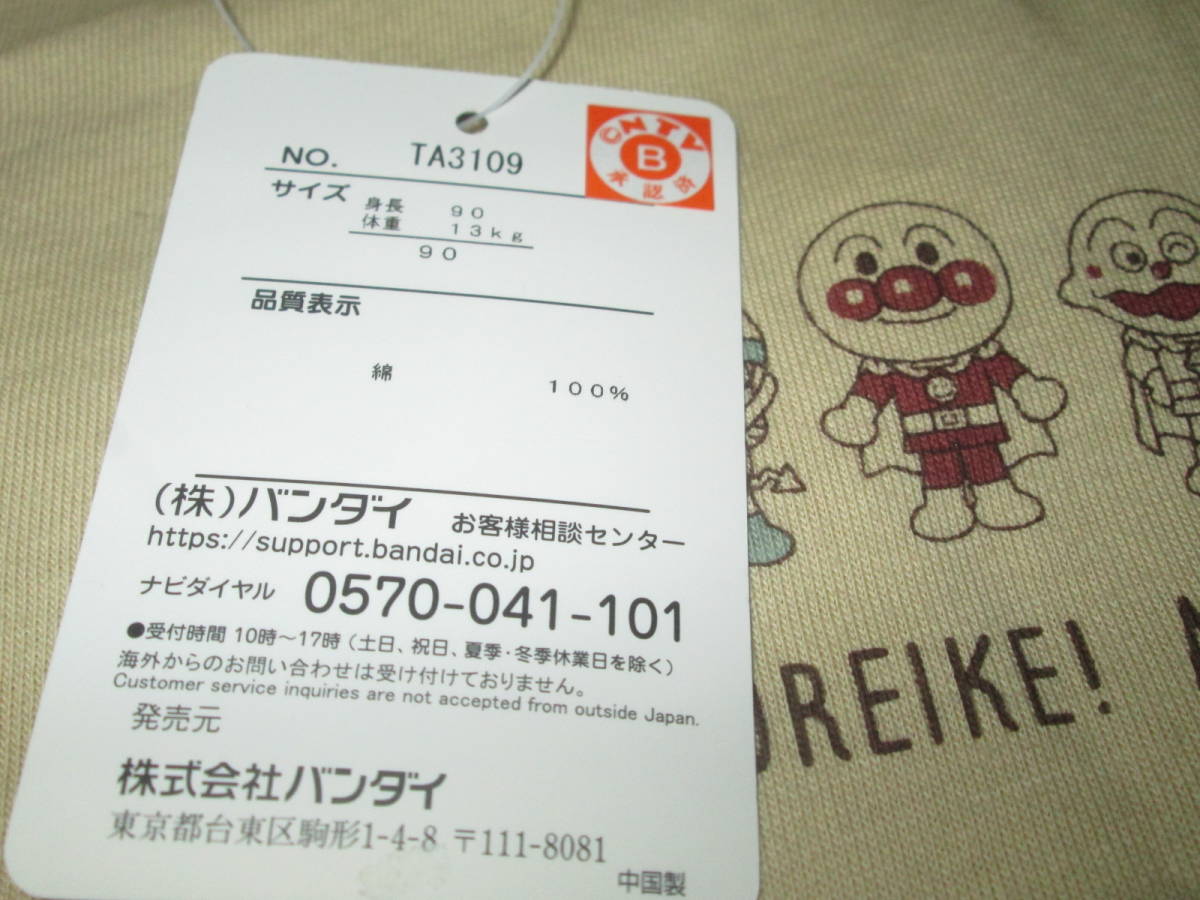 NO. TA3109
©NTV
B
承認済
サイズ 身長 90
体重 13kg
90
品質表示
綿 100%
(株)バンダイ お客様相談センター
https://support.bandai.co.jp
ナビダイヤル 0570-041-101
●受付時間 10時~17時(土日、祝日、夏季・冬季休業日を除く)
海外からのお問い合わせは受け付けておりません。
Customer service inquiries are not accepted from outside Japan.
発売元
株式会社バンダイ
東京都台東区駒形1-4-8 〒111-8081
中国製
OREIKE!